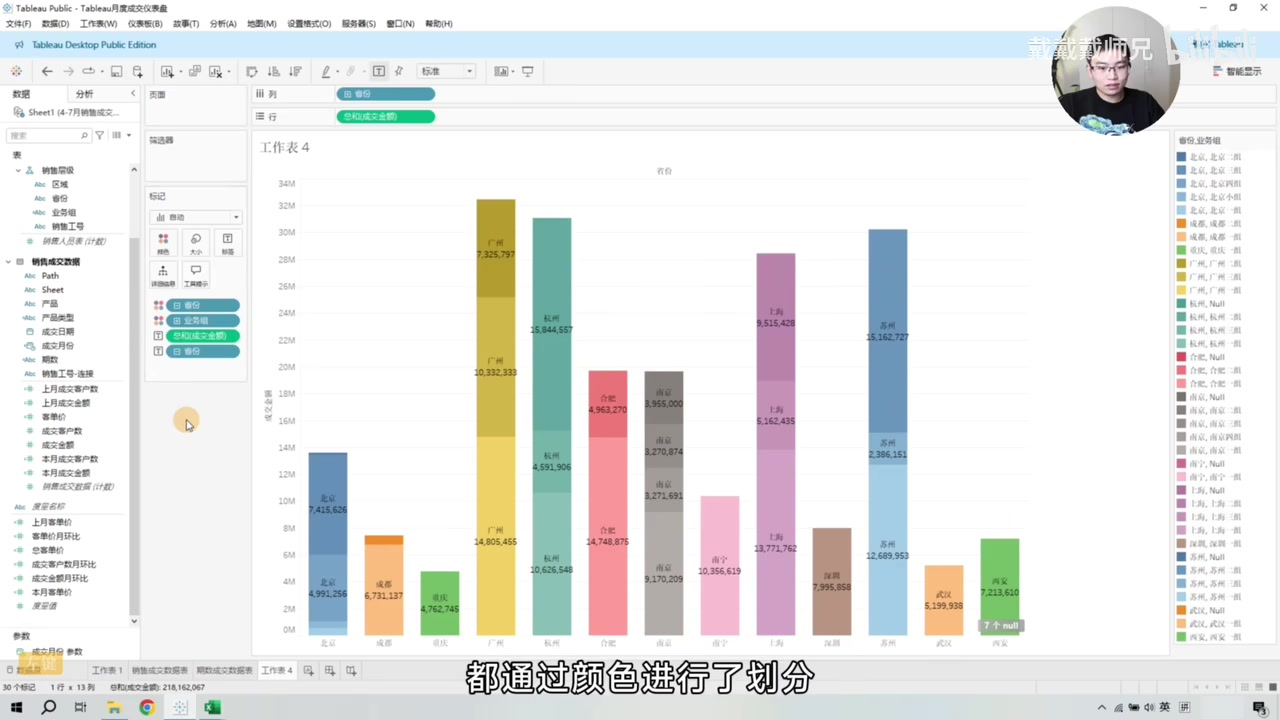 Tableau Public - Tableau月度成交仪表盘
文件(F) 数据(D) 工作表(W) 仪表板(B) 故事(T) 分析(A) 地图(M) 设置格式(O) 服务器(S) 窗口(N) 帮助(H)
Tableau Desktop Public Edition
戴戴戴师兄
标准
智能显示
数据 分析
Sheet1 (4-7月销售成交...
搜索
表
销售层级
区域
省份
业务组
销售工号
销售人员表 (计数)
销售成交数据
Path
Sheet
产品
产品类型
成交日期
成交月份
期数
销售工号-连接
上月成交客户数
上月成交金额
客单价
成交客户数
成交金额
本月成交客户数
本月成交金额
销售成交数据 (计数)
度量名称
上月客单价
客单价月环比
总客单价
成交客户数月环比
成交金额月环比
本月客单价
度量值
参数
成交月份 参数
左键
页面
筛选器
标记
自动
颜色 大小 标签
详细信息 工具提示
省份
业务组
总和(成交金额)
省份
列 省份
行 总和(成交金额)
工作表 4
省份
成交金额
34M
32M
30M
28M
26M
24M
22M
20M
18M
16M
14M
12M
10M
8M
6M
4M
2M
0M
北京
7,415,626
北京
4,991,256
成都
6,731,137
重庆
4,762,745
广州
7,325,797
广州
10,332,333
广州
14,805,455
杭州
15,844,557
杭州
4,591,906
杭州
10,626,548
合肥
4,963,270
合肥
14,748,875
南京
3,955,000
南京
3,270,874
南京
3,271,691
南京
9,170,209
南宁
10,356,619
上海
9,515,428
上海
5,162,435
上海
13,771,762
深圳
7,995,858
苏州
15,162,727
苏州
2,386,151
苏州
12,689,953
武汉
5,199,938
西安
7,213,610
7 个 null
北京 成都 重庆 广州 杭州 合肥 南京 南宁 上海 深圳 苏州 武汉 西安
省份,业务组
北京, 北京 二组
北京, 北京 三组
北京, 北京四组
北京, 北京小组
北京, 北京 一组
成都, 成都 二组
成都, 成都 一组
重庆, 重庆 一组
广州, 广州 二组
广州, 广州 三组
广州, 广州 一组
杭州, Null
杭州, 杭州 二组
杭州, 杭州 三组
杭州, 杭州 一组
合肥, Null
合肥, 合肥 二组
合肥, 合肥 一组
南京, Null
南京, 南京 二组
南京, 南京 三组
南京, 南京四组
南京, 南京 一组
南宁, Null
南宁, 南宁 一组
上海, Null
上海, 上海 二组
上海, 上海 三组
上海, 上海 一组
深圳, 深圳 一组
苏州, Null
苏州, 苏州 二组
苏州, 苏州 三组
苏州, 苏州 一组
武汉, Null
武汉, 武汉 一组
西安, 西安 一组
工作表 1 销售成交数据表 期数成交数据表 工作表 4
都通过颜色进行了划分
30 个标记 1 行 x 13 列 总和(成交金额): 218,162,067
英 拼